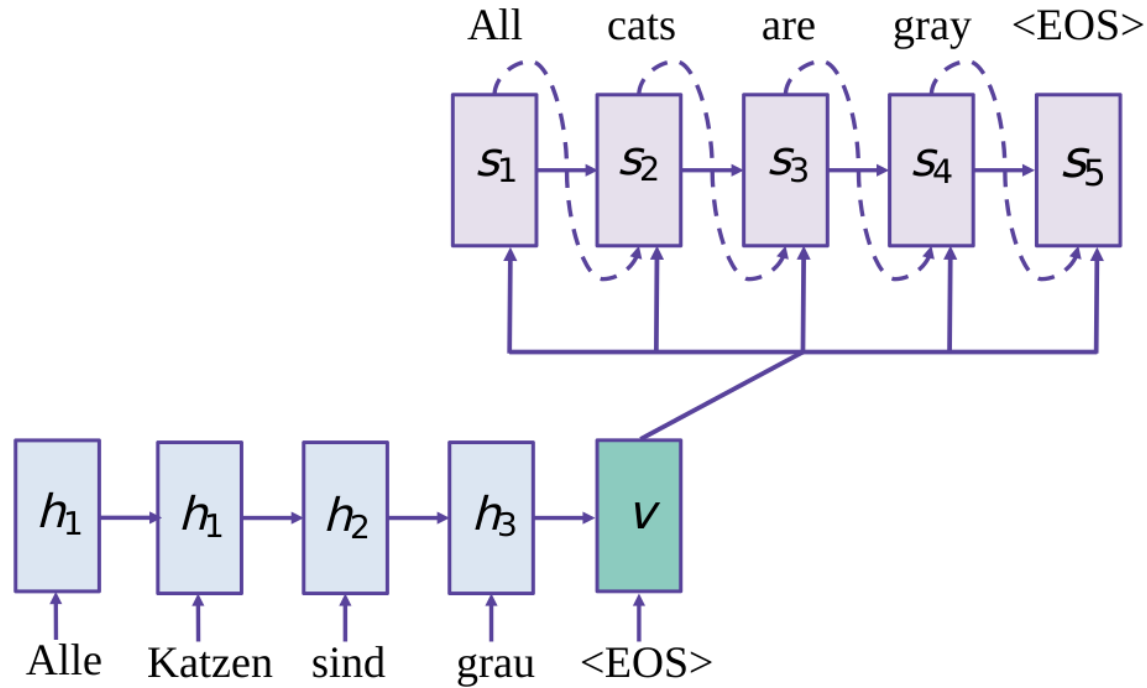 All cats are gray <EOS>
s1 s2 s3 s4 s5
h1 h1 h2 h3 v
Alle Katzen sind grau <EOS>